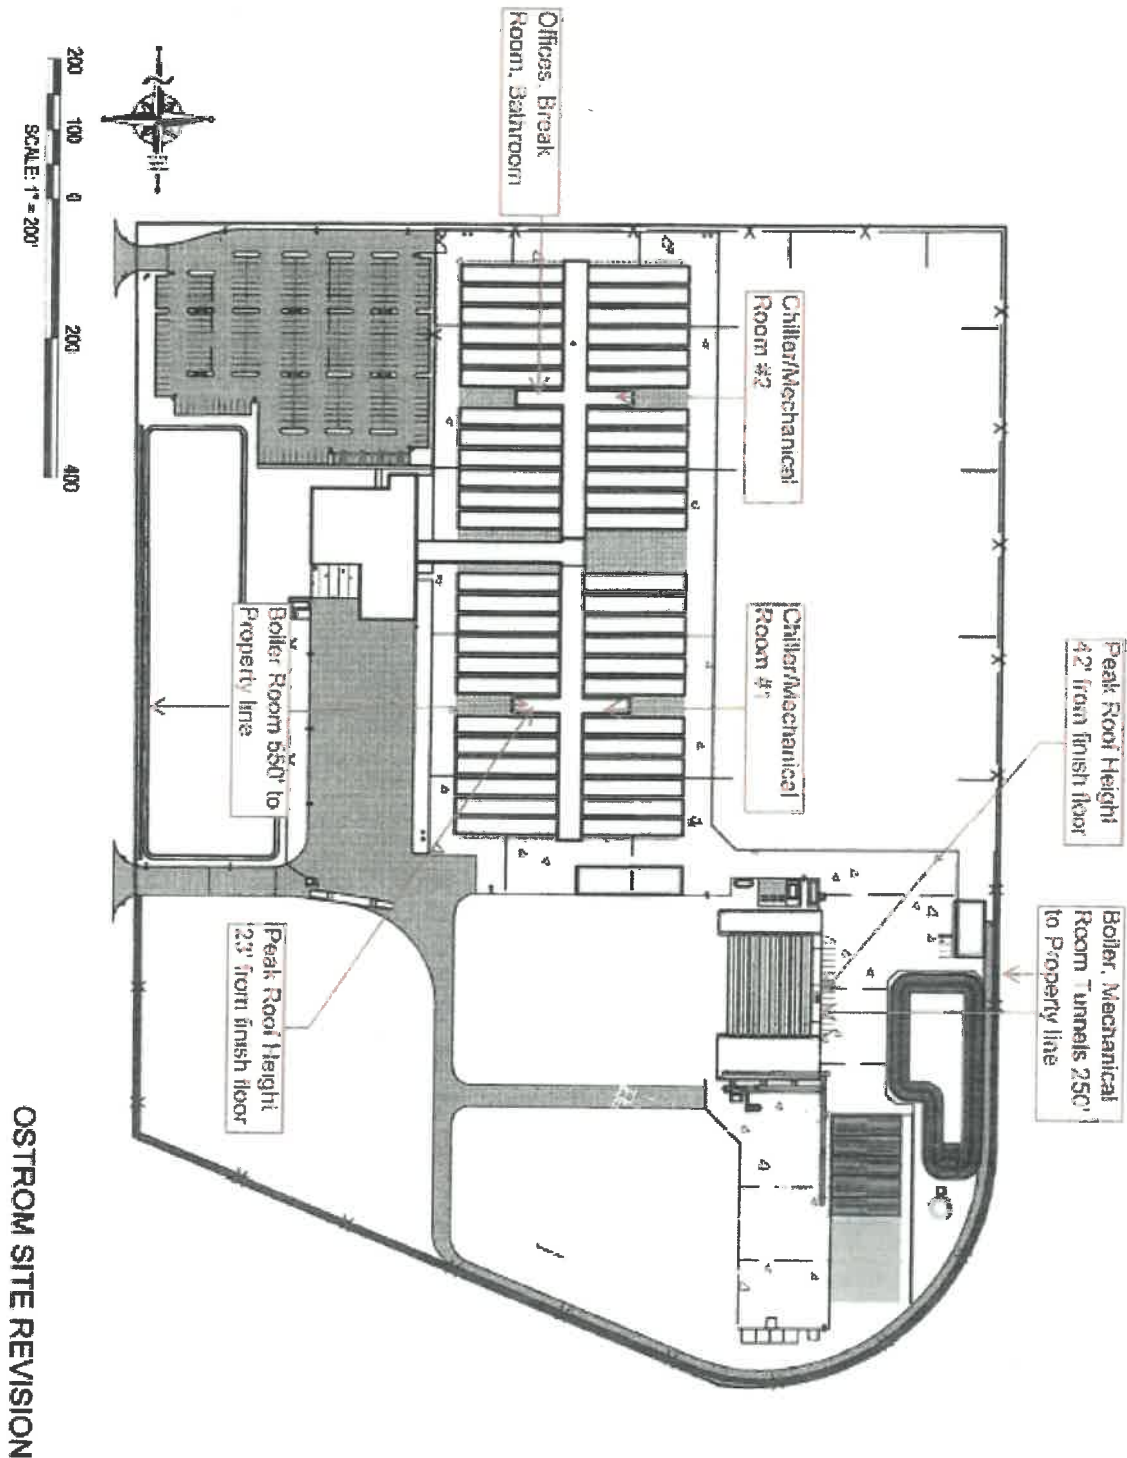 Peak Roof Height
42' from finish floor
Boiler, Mechanical
Room Tunnels 250'
to Property line
Chiller/Mechanical
Room #2
Chiller/Mechanical
Room #1
Offices, Break
Room, Bathroom
Boiler Room 550' to
Property line
Peak Roof Height
23' from finish floor
200 100 0 200 400
SCALE: 1" = 200'
OSTROM SITE REVISION